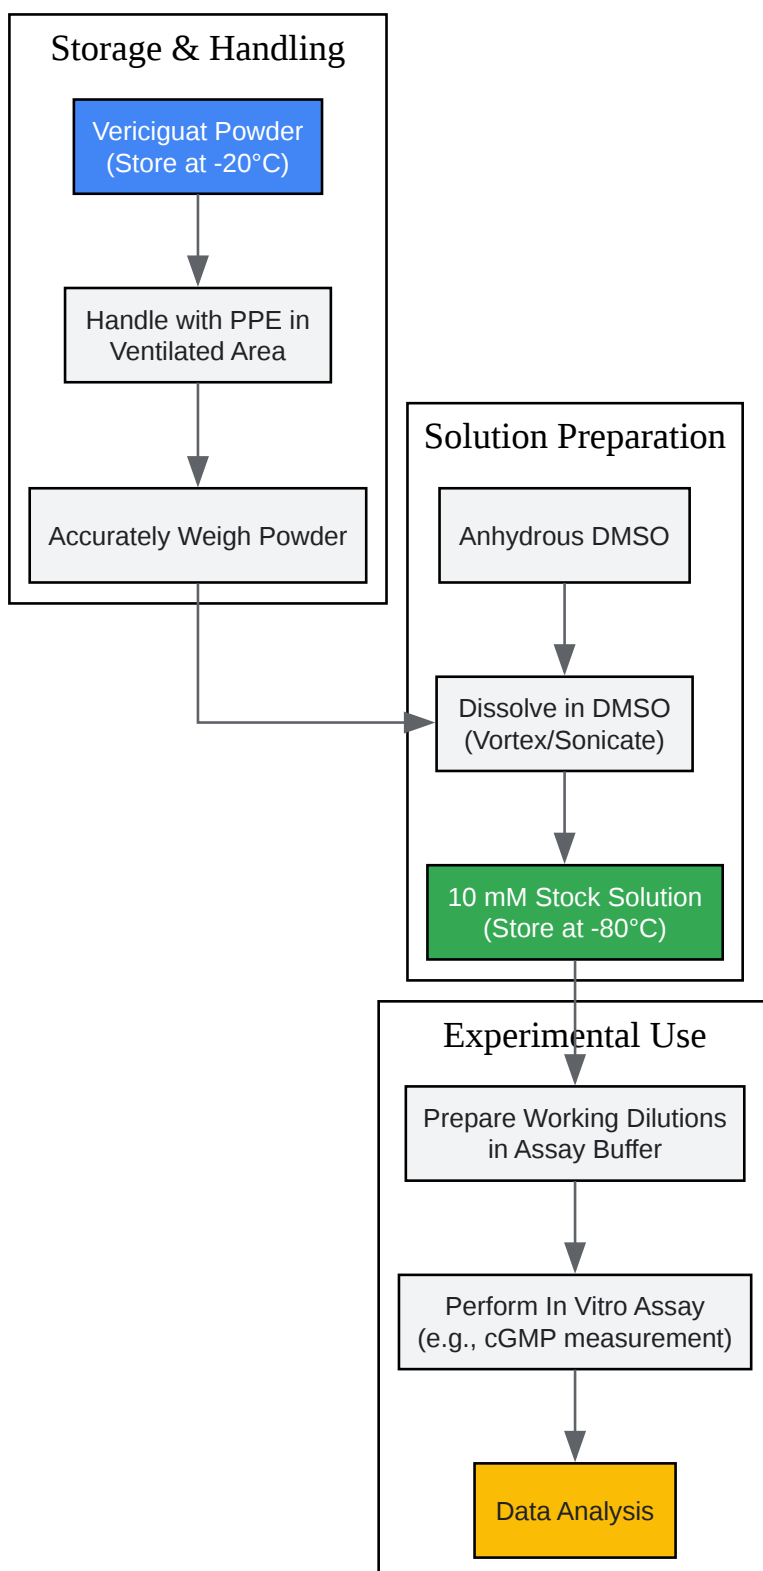 Storage & Handling
Vericiguat Powder
(Store at -20°C)
Handle with PPE in
Ventilated Area
Accurately Weigh Powder
Solution Preparation
Anhydrous DMSO
Dissolve in DMSO
(Vortex/Sonicate)
10 mM Stock Solution
(Store at -80°C)
Experimental Use
Prepare Working Dilutions
in Assay Buffer
Perform In Vitro Assay
(e.g., cGMP measurement)
Data Analysis